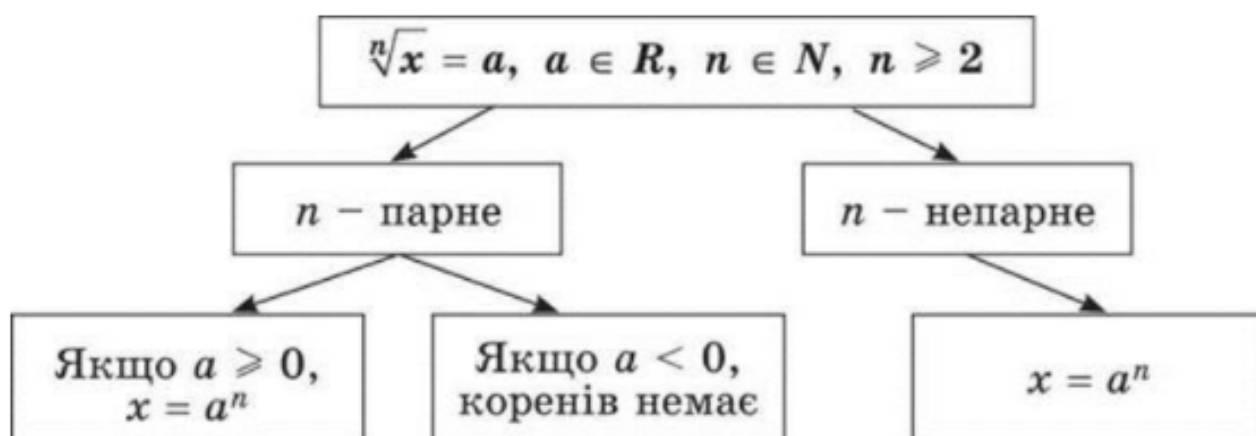 ⁿ√x = a, a ∈ R, n ∈ N, n ⩾ 2
n – парне
n – непарне
Якщо a ⩾ 0,
x = aⁿ
Якщо a < 0,
коренів немає
x = aⁿ